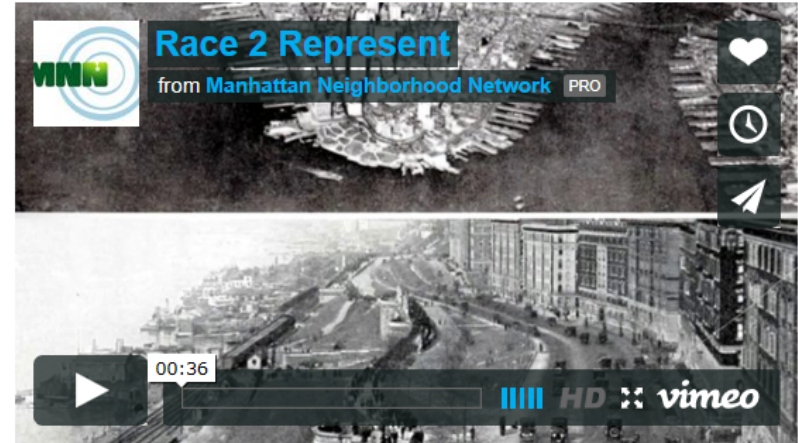 Race 2 Represent
MNN
from Manhattan Neighborhood Network PRO
00:36
HD vimeo